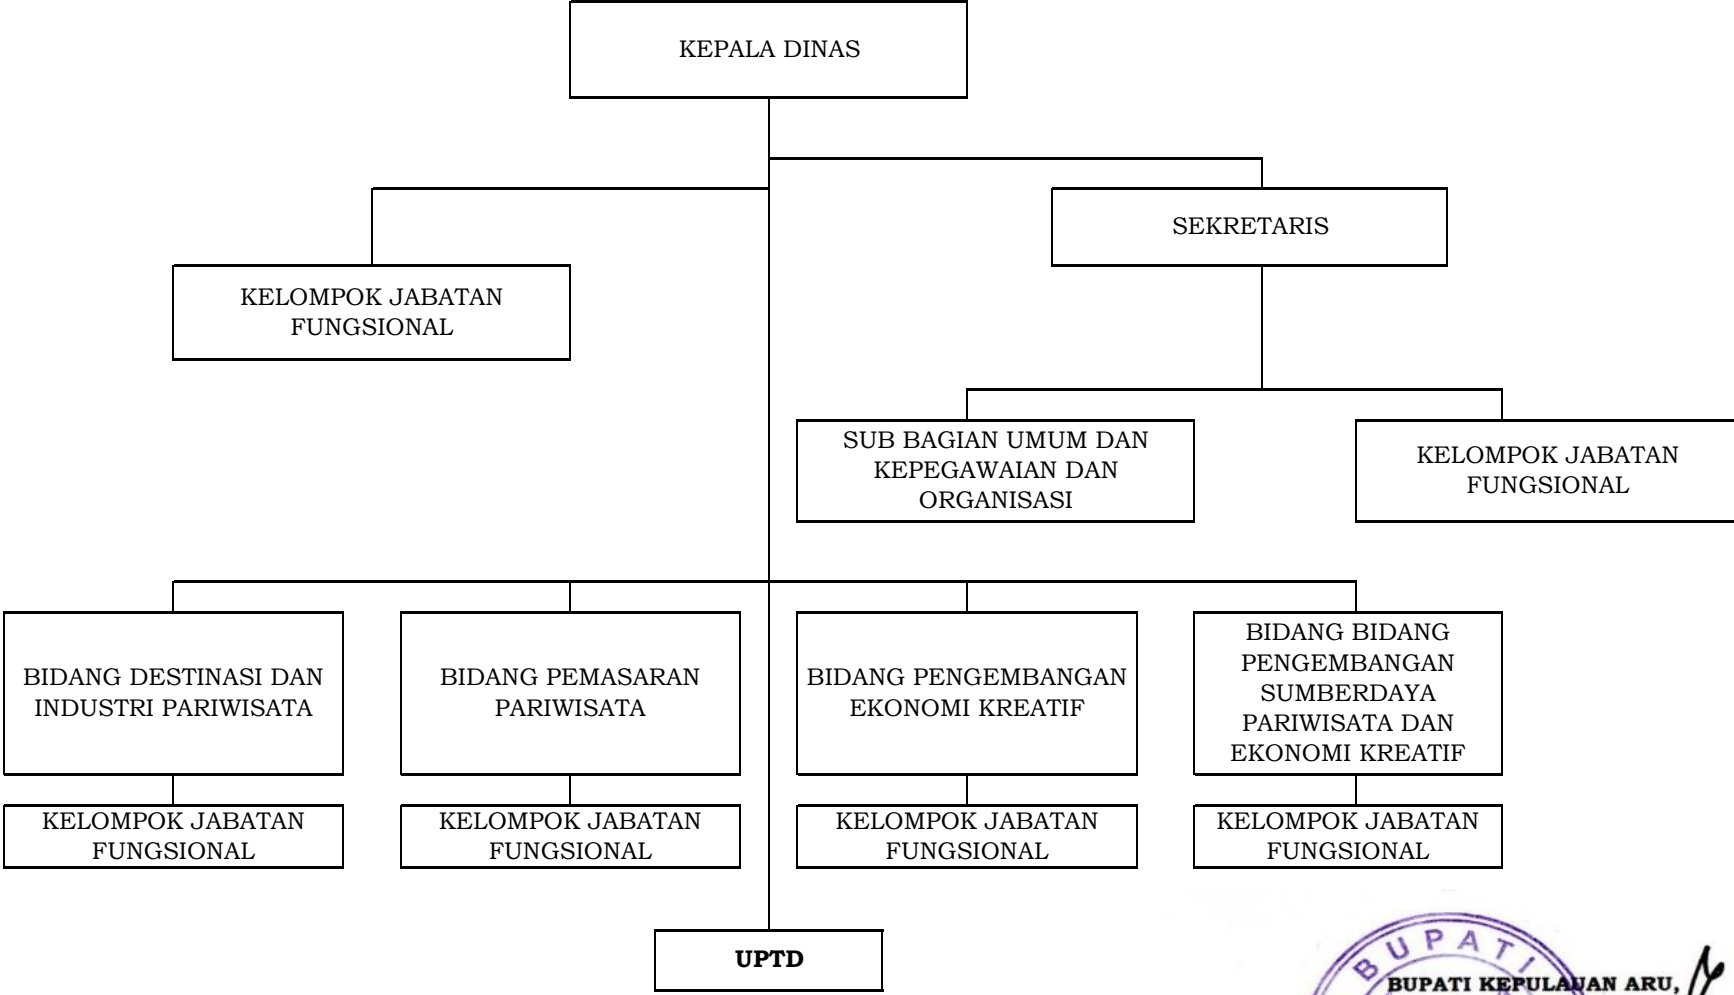 KEPALA DINAS
SEKRETARIS
KELOMPOK JABATAN
FUNGSIONAL
SUB BAGIAN UMUM DAN
KEPEGAWAIAN DAN
ORGANISASI
KELOMPOK JABATAN
FUNGSIONAL
BIDANG DESTINASI DAN
INDUSTRI PARIWISATA
BIDANG PEMASARAN
PARIWISATA
BIDANG PENGEMBANGAN
EKONOMI KREATIF
BIDANG BIDANG
PENGEMBANGAN
SUMBERDAYA
PARIWISATA DAN
EKONOMI KREATIF
KELOMPOK JABATAN
FUNGSIONAL
KELOMPOK JABATAN
FUNGSIONAL
KELOMPOK JABATAN
FUNGSIONAL
KELOMPOK JABATAN
FUNGSIONAL
UPTD
BUPATI
BUPATI KEPULAUAN ARU,